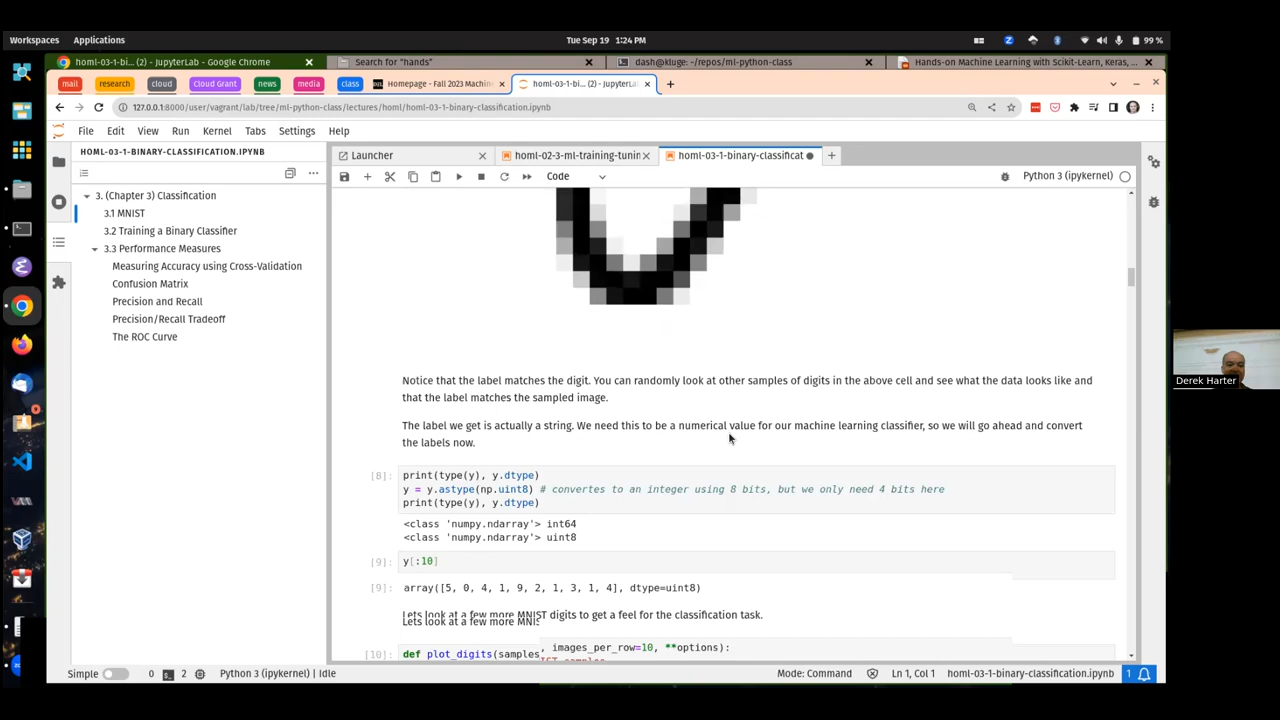 Workspaces Applications Tue Sep 19 1:24 PM 99 %
homl-03-1-bi... (2) - JupyterLab - Google Chrome
Search for "hands"
dash@kluge: ~/repos/ml-python-class
Hands-on Machine Learning with Scikit-Learn, Keras, ...
mail research cloud Cloud Grant news media class
Homepage - Fall 2023 Machin
homl-03-1-bi... (2) - JupyterLa
127.0.0.1:8000/user/vagrant/lab/tree/ml-python-class/lectures/homl/homl-03-1-binary-classification.ipynb
File Edit View Run Kernel Tabs Settings Help
HOML-03-1-BINARY-CLASSIFICATION.IPYNB
Launcher
homl-02-3-ml-training-tunin
homl-03-1-binary-classificat
Code
Python 3 (ipykernel)
3. (Chapter 3) Classification
3.1 MNIST
3.2 Training a Binary Classifier
3.3 Performance Measures
Measuring Accuracy using Cross-Validation
Confusion Matrix
Precision and Recall
Precision/Recall Tradeoff
The ROC Curve
Notice that the label matches the digit. You can randomly look at other samples of digits in the above cell and see what the data looks like and
that the label matches the sampled image.
The label we get is actually a string. We need this to be a numerical value for our machine learning classifier, so we will go ahead and convert
the labels now.
[8]: print(type(y), y.dtype)
y = y.astype(np.uint8) # convertes to an integer using 8 bits, but we only need 4 bits here
print(type(y), y.dtype)
<class 'numpy.ndarray'> int64
<class 'numpy.ndarray'> uint8
[9]: y[:10]
[9]: array([5, 0, 4, 1, 9, 2, 1, 3, 1, 4], dtype=uint8)
Lets look at a few more MNIST digits to get a feel for the classification task.
Lets look at a few more MNIS
[10]: def plot_digits(samples, images_per_row=10, **options):
Simple 0 2 Python 3 (ipykernel) | Idle
Mode: Command Ln 1, Col 1 homl-03-1-binary-classification.ipynb 1
Derek Harter